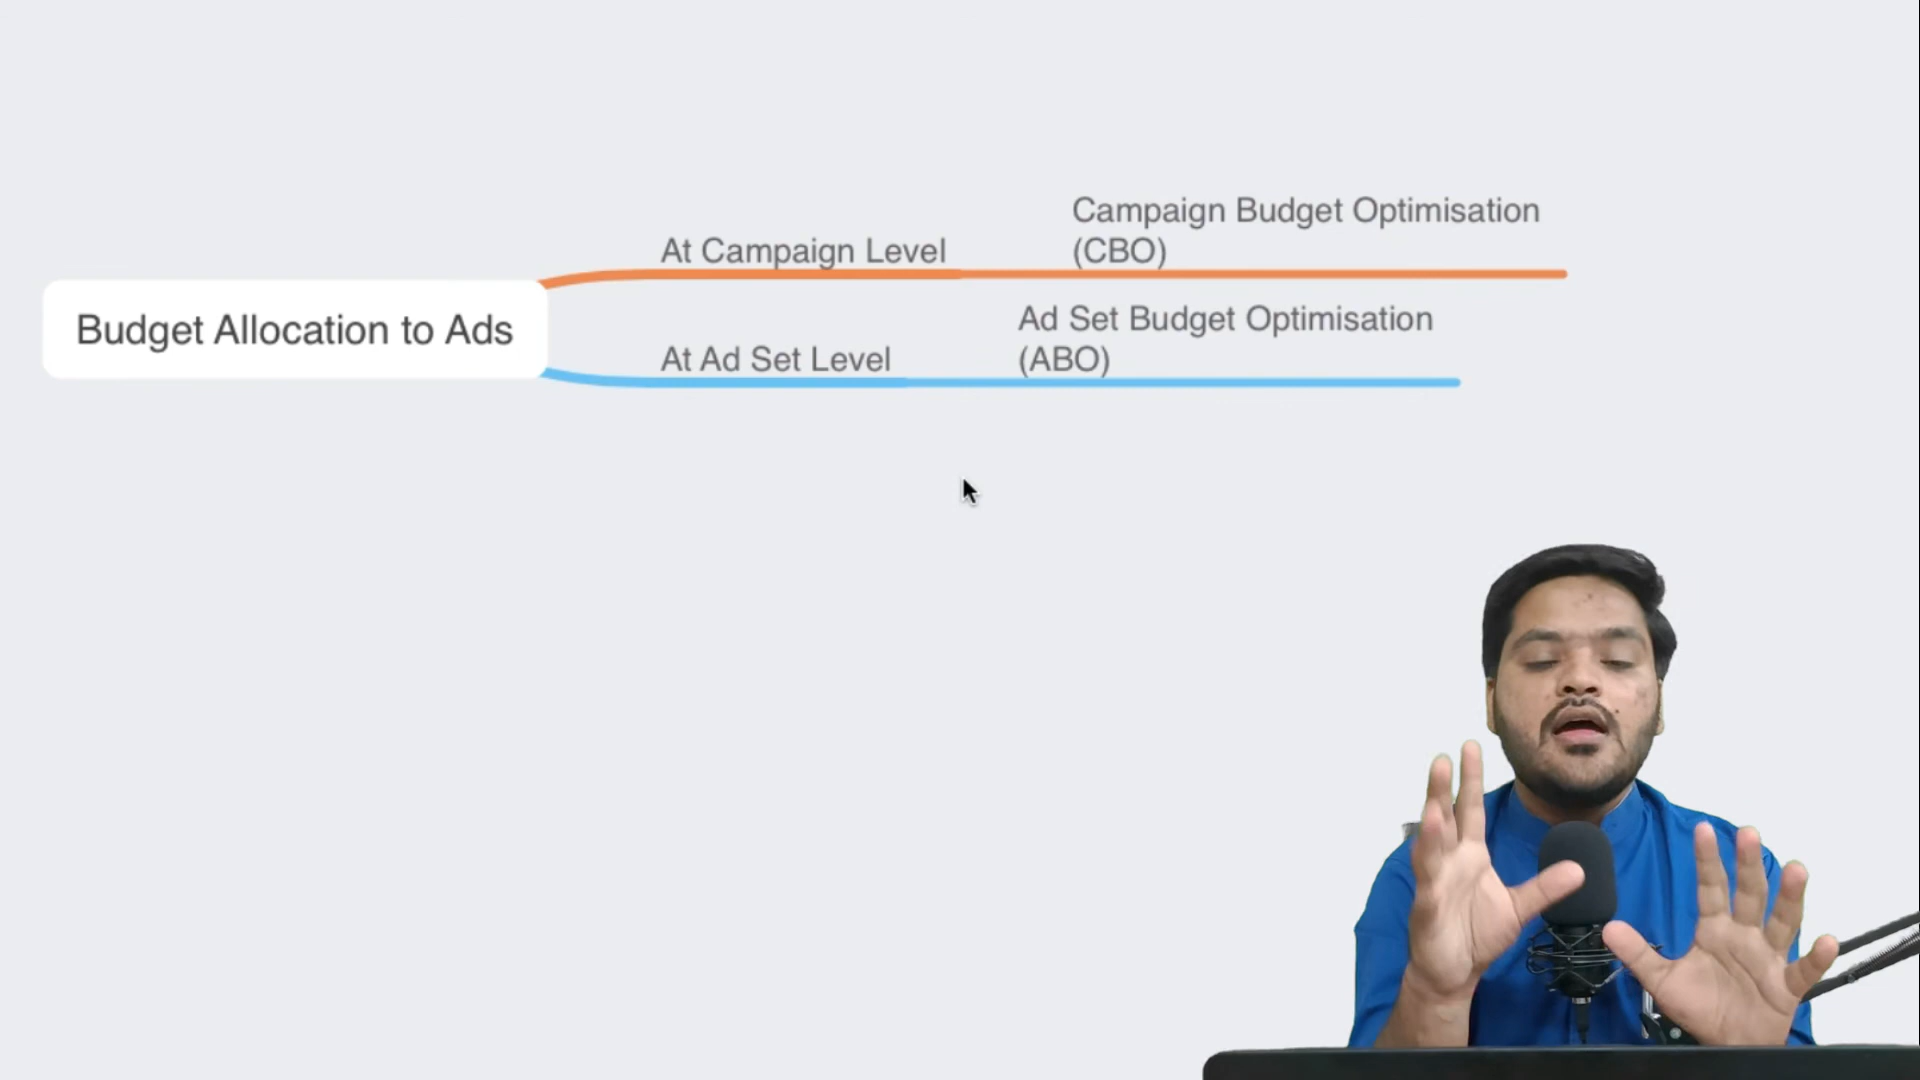 Budget Allocation to Ads
At Campaign Level
Campaign Budget Optimisation
(CBO)
At Ad Set Level
Ad Set Budget Optimisation
(ABO)